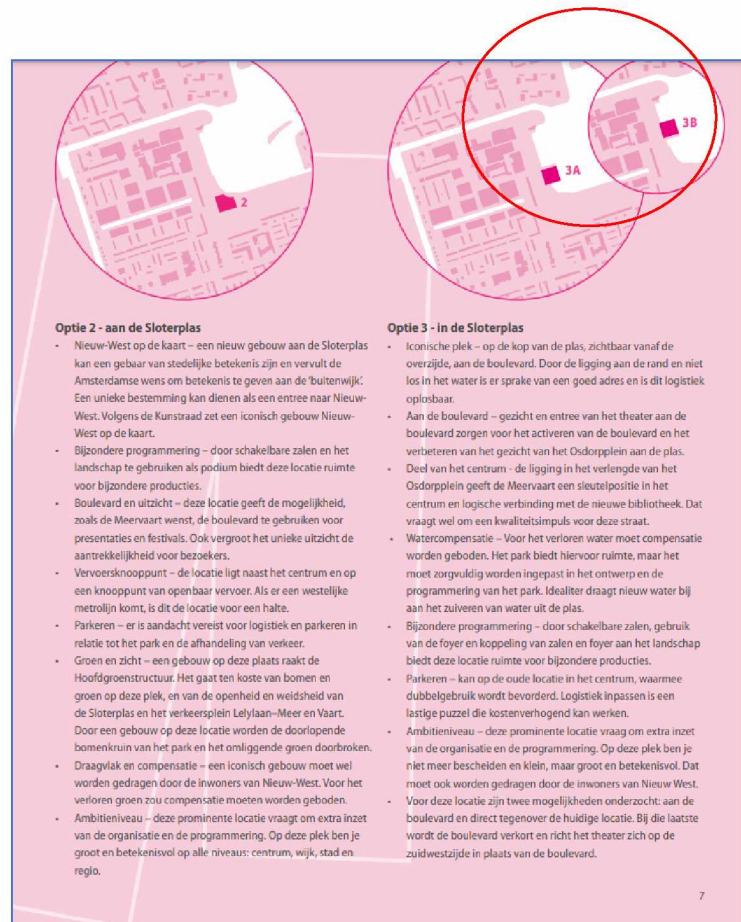 2
3A
3B
Optie 2 - aan de Sloterplas
- Nieuw-West op de kaart – een nieuw gebouw aan de Sloterplas
kan een gebaar van stedelijke betekenis zijn en vervult de
Amsterdamse wens om betekenis te geven aan de 'buitenwijk'.
Een unieke bestemming kan dienen als een entree naar Nieuw-
West. Volgens de Kunstraad zet een iconisch gebouw Nieuw-
West op de kaart.
- Bijzondere programmering – door schakelbare zalen en het
landschap te gebruiken als podium biedt deze locatie ruimte
voor bijzondere producties.
- Boulevard en uitzicht – deze locatie geeft de mogelijkheid,
zoals de Meervaart wenst, de boulevard te gebruiken voor
presentaties en festivals. Ook vergroot het unieke uitzicht de
aantrekkelijkheid voor bezoekers.
- Vervoersknooppunt – de locatie ligt naast het centrum en op
een knooppunt van openbaar vervoer. Als er een westelijke
metrolijn komt, is dit de locatie voor een halte.
- Parkeren – er is aandacht vereist voor logistiek en parkeren in
relatie tot het park en de afhandeling van verkeer.
- Groen en zicht – een gebouw op deze plaats raakt de
Hoofdgroenstructuur. Het gaat ten koste van bomen en
groen op deze plek, en van de openheid en weidsheid van
de Sloterplas en het verkeersplein Lelylaan–Meer en Vaart.
Door een gebouw op deze locatie worden de doorlopende
bomenkruin van het park en het omliggende groen doorbroken.
- Draagvlak en compensatie – een iconisch gebouw moet wel
worden gedragen door de inwoners van Nieuw-West. Voor het
verloren groen zou compensatie moeten worden geboden.
- Ambitieniveau – deze prominente locatie vraagt om extra inzet
van de organisatie en de programmering. Op deze plek ben je
groot en betekenisvol op alle niveaus: centrum, wijk, stad en
regio.
Optie 3 - in de Sloterplas
- Iconische plek – op de kop van de plas, zichtbaar vanaf de
overzijde, aan de boulevard. Door de ligging aan de rand en niet
los in het water is er sprake van een goed adres en is dit logistiek
oplosbaar.
- Aan de boulevard – gezicht en entree van het theater aan de
boulevard zorgen voor het activeren van de boulevard en het
verbeteren van het gezicht van het Osdorpplein aan de plas.
- Deel van het centrum - de ligging in het verlengde van het
Osdorpplein geeft de Meervaart een sleutelpositie in het
centrum en logische verbinding met de nieuwe bibliotheek. Dat
vraagt wel om een kwaliteitsimpuls voor deze straat.
- Watercompensatie – Voor het verloren water moet compensatie
worden geboden. Het park biedt hiervoor ruimte, maar het
moet zorgvuldig worden ingepast in het ontwerp en de
programmering van het park. Idealiter draagt nieuw water bij
aan het zuiveren van water uit de plas.
- Bijzondere programmering – door schakelbare zalen, gebruik
van de foyer en koppeling van zalen en foyer aan het landschap
biedt deze locatie ruimte voor bijzondere producties.
- Parkeren – kan op de oude locatie in het centrum, waarmee
dubbelgebruik wordt bevorderd. Logistiek inpassen is een
lastige puzzel die kostenverhogend kan werken.
- Ambitieniveau – deze prominente locatie vraag om extra inzet
van de organisatie en de programmering. Op deze plek ben je
niet meer bescheiden en klein, maar groot en betekenisvol. Dat
moet ook worden gedragen door de inwoners van Nieuw West.
- Voor deze locatie zijn twee mogelijkheden onderzocht: aan de
boulevard en direct tegenover de huidige locatie. Bij die laatste
wordt de boulevard verkort en richt het theater zich op de
zuidwestzijde in plaats van de boulevard.
7